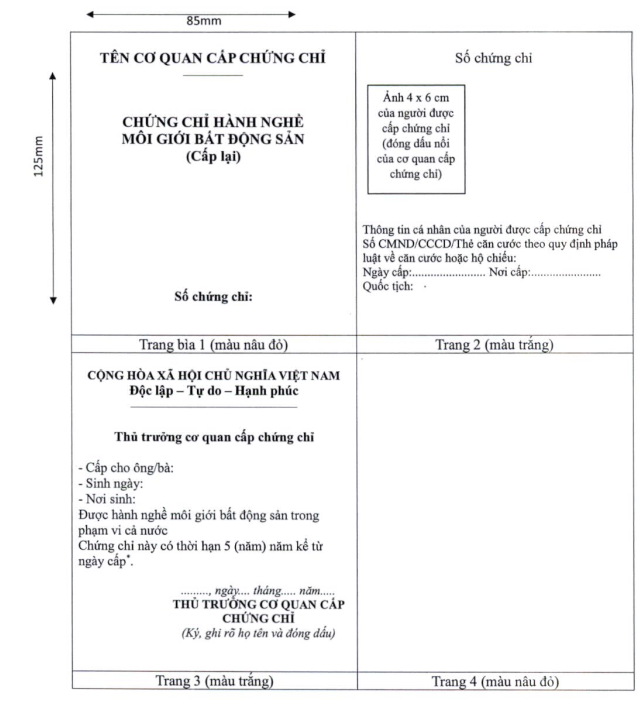 85mm
125mm
TÊN CƠ QUAN CẤP CHỨNG CHỈ
CHỨNG CHỈ HÀNH NGHỀ
MÔI GIỚI BẤT ĐỘNG SẢN
(Cấp lại)
Số chứng chỉ:
Trang bìa 1 (màu nâu đỏ)
Số chứng chỉ
Ảnh 4 x 6 cm
của người được
cấp chứng chỉ
(đóng dấu nổi
của cơ quan cấp
chứng chỉ)
Thông tin cá nhân của người được cấp chứng chỉ
Số CMND/CCCD/Thẻ căn cước theo quy định pháp
luật về căn cước hoặc hộ chiếu:
Ngày cấp:........................ Nơi cấp:.......................
Quốc tịch:
Trang 2 (màu trắng)
CỘNG HÒA XÃ HỘI CHỦ NGHĨA VIỆT NAM
Độc lập – Tự do – Hạnh phúc
Thủ trưởng cơ quan cấp chứng chỉ
- Cấp cho ông/bà:
- Sinh ngày:
- Nơi sinh:
Được hành nghề môi giới bất động sản trong
phạm vi cả nước
Chứng chỉ này có thời hạn 5 (năm) năm kể từ
ngày cấp*.
........., ngày.... tháng..... năm.....
THỦ TRƯỞNG CƠ QUAN CẤP
CHỨNG CHỈ
(Ký, ghi rõ họ tên và đóng dấu)
Trang 3 (màu trắng)
Trang 4 (màu nâu đỏ)